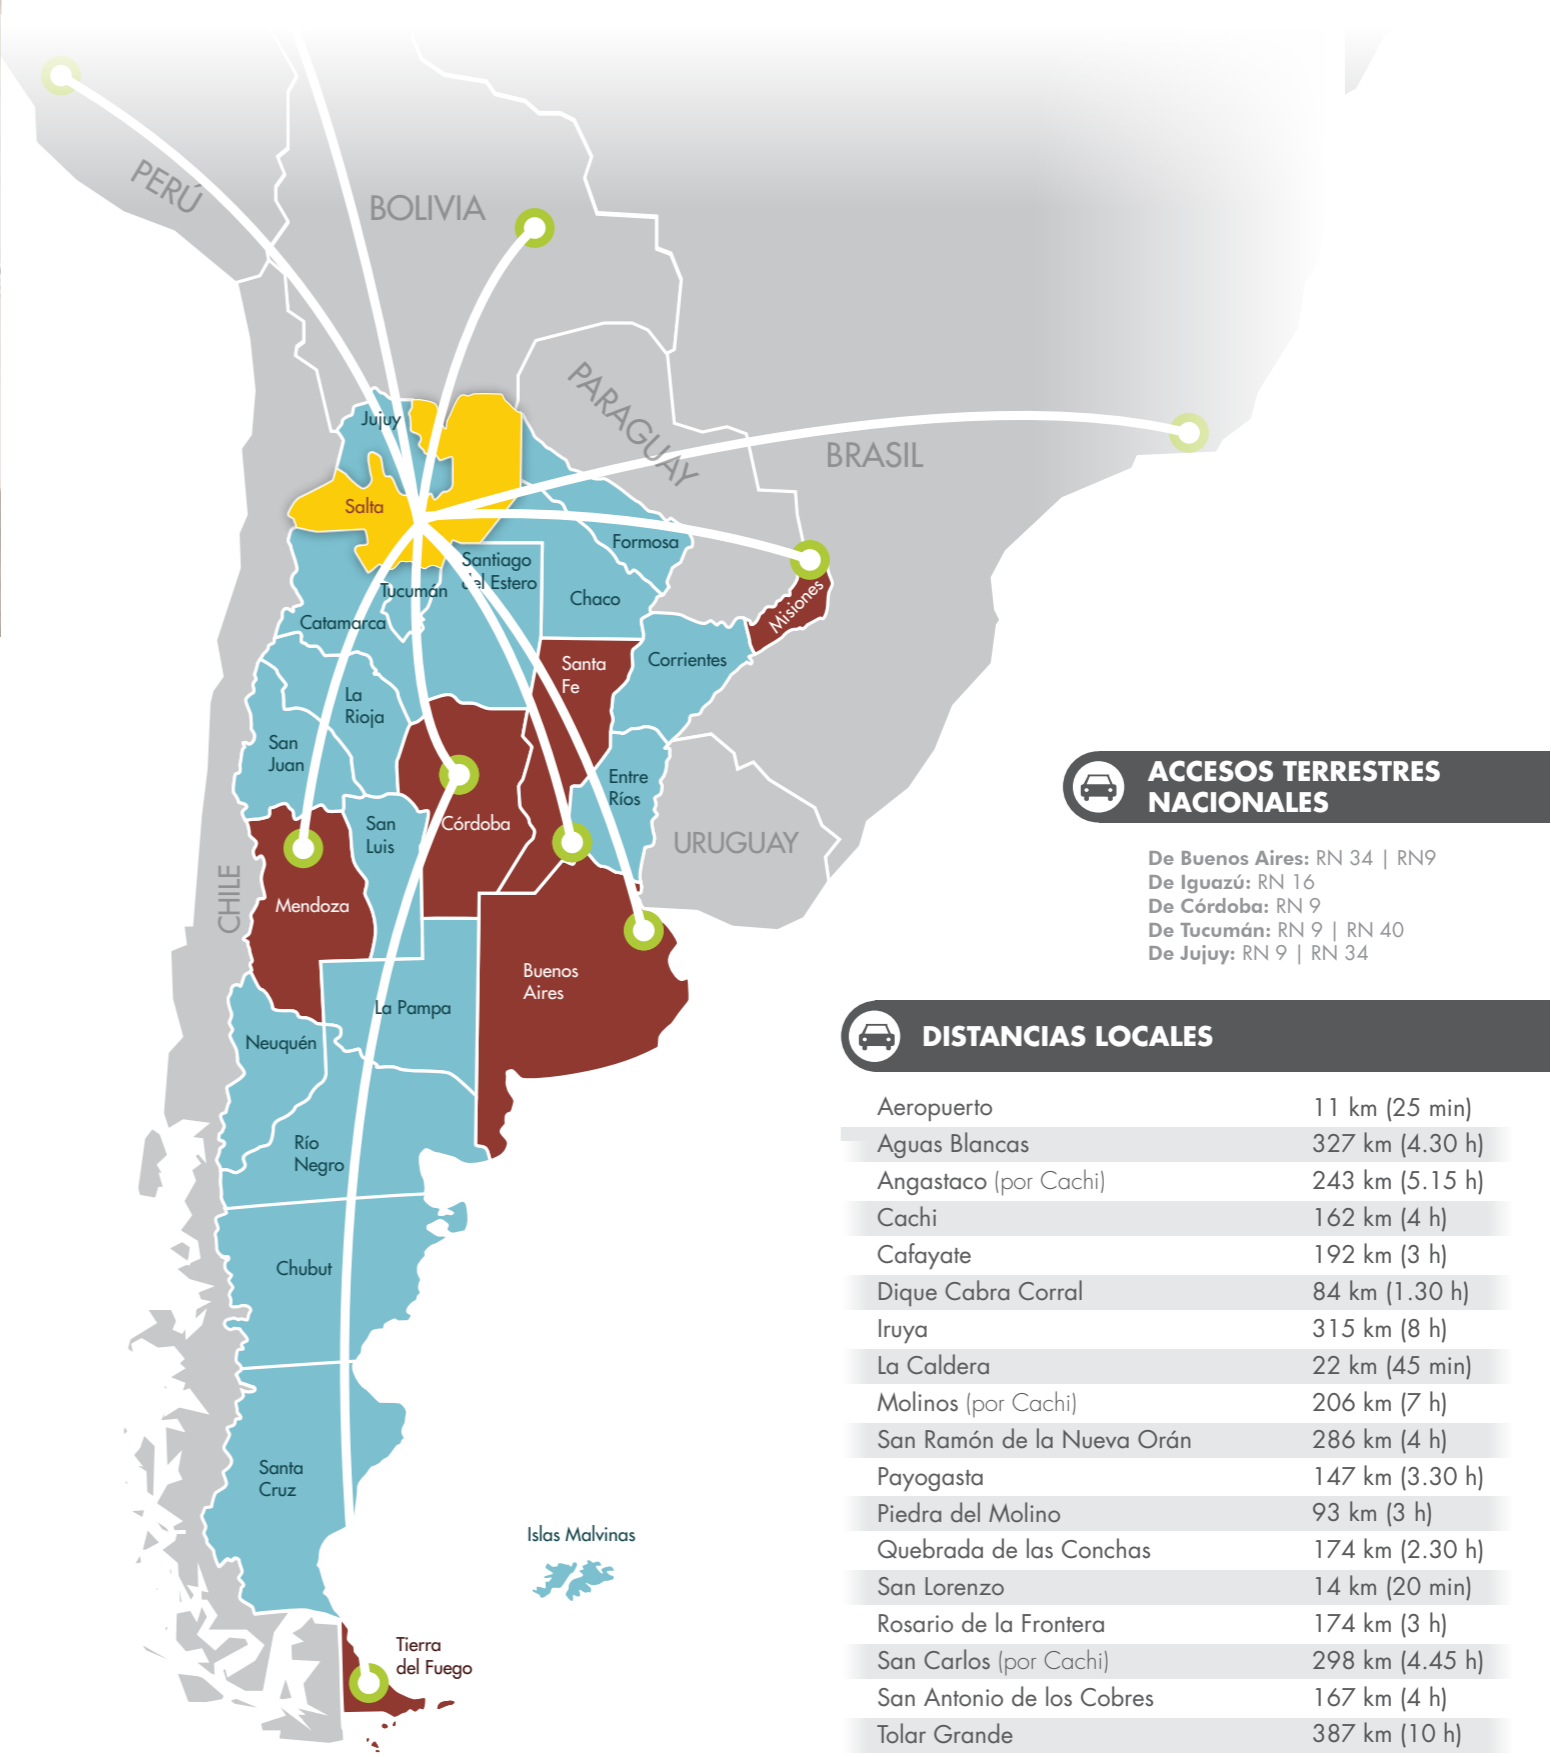 PERÚ
BOLIVIA
PARAGUAY
BRASIL
Jujuy
Salta
Formosa
Santiago
del Estero
Tucumán
Chaco
Misiones
Catamarca
Santa
Fe
Corrientes
La
Rioja
San
Juan
Entre
Ríos
San
Luis
Córdoba
URUGUAY
CHILE
Mendoza
Buenos
Aires
La Pampa
Neuquén
Río
Negro
Chubut
Santa
Cruz
Islas Malvinas
Tierra
del Fuego
ACCESOS TERRESTRES
NACIONALES
De Buenos Aires: RN 34 | RN9
De Iguazú: RN 16
De Córdoba: RN 9
De Tucumán: RN 9 | RN 40
De Jujuy: RN 9 | RN 34
DISTANCIAS LOCALES
Aeropuerto 11 km (25 min)
Aguas Blancas 327 km (4.30 h)
Angastaco (por Cachi) 243 km (5.15 h)
Cachi 162 km (4 h)
Cafayate 192 km (3 h)
Dique Cabra Corral 84 km (1.30 h)
Iruya 315 km (8 h)
La Caldera 22 km (45 min)
Molinos (por Cachi) 206 km (7 h)
San Ramón de la Nueva Orán 286 km (4 h)
Payogasta 147 km (3.30 h)
Piedra del Molino 93 km (3 h)
Quebrada de las Conchas 174 km (2.30 h)
San Lorenzo 14 km (20 min)
Rosario de la Frontera 174 km (3 h)
San Carlos (por Cachi) 298 km (4.45 h)
San Antonio de los Cobres 167 km (4 h)
Tolar Grande 387 km (10 h)